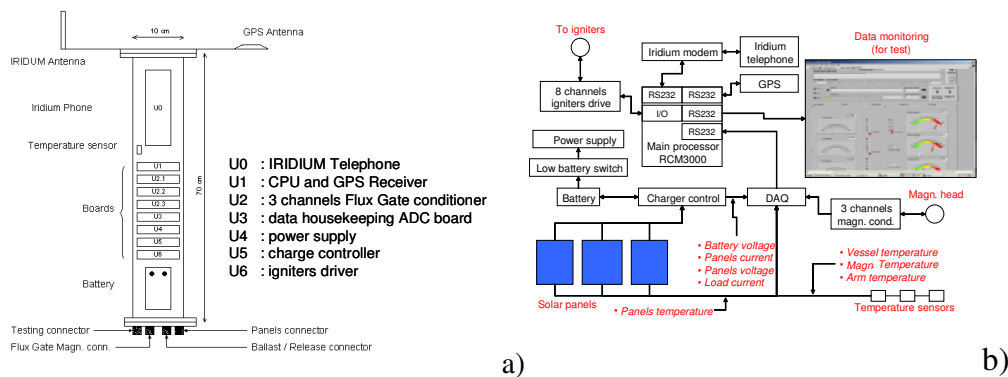 10 cm
GPS Antenna
IRIDUM Antenna
Iridium Phone
U0
Temperature sensor
70 cm
U1
U2.1
U2.2
U2.3
U3
U4
U5
U6
Boards
Battery
Testing connector
Panels connector
Flux Gate Magn. conn.
Ballast / Release connector
U0 : IRIDIUM Telephone
U1 : CPU and GPS Receiver
U2 : 3 channels Flux Gate conditioner
U3 : data housekeeping ADC board
U4 : power supply
U5 : charge controller
U6 : igniters driver
a)
To igniters
Iridium modem
Iridium
telephone
Data monitoring
(for test)
8 channels
igniters drive
RS232
RS232
GPS
I/O
RS232
RS232
Main processor
RCM3000
Power supply
Low battery switch
Battery
Charger control
DAQ
3 channels
magn. cond.
Magn. head
• Battery voltage
• Panels current
• Panels voltage
• Load current
• Vessel temperature
• Magn. Temperature
• Arm temperature
Solar panels
• Panels temperature
Temperature sensors
b)